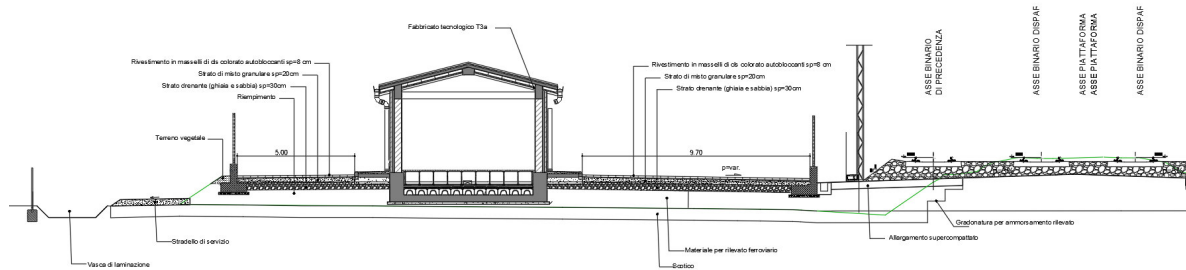 Fabbricato tecnologico T3a
Rivestimento in masselli di cls colorato autobloccanti sp=8 cm
Strato di misto granulare sp=20cm
Strato drenante (ghiaia e sabbia) sp=30cm
Riempimento
Terreno vegetale
5.00
Rivestimento in masselli di cls colorato autobloccanti sp=8 cm
Strato di misto granulare sp=20cm
Strato drenante (ghiaia e sabbia) sp=30cm
9.70
p=var.
ASSE BINARIO
DI PRECEDENZA
ASSE BINARIO DISPAR
ASSE PIATTAFORMA
ASSE PIATTAFORMA
ASSE BINARIO DISPAR
Gradonatura per ammorsamento rilevato
Allargamento supercompattato
Stradello di servizio
Materiale per rilevato ferroviario
Vasca di laminazione
Scotico